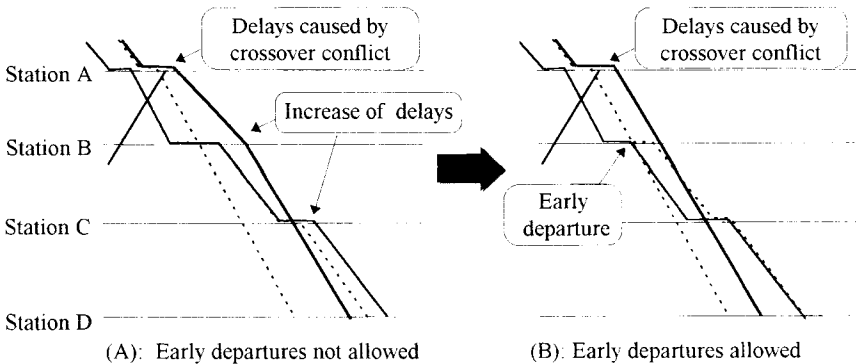 Delays caused by
crossover conflict
Station A
Increase of delays
Station B
Station C
Station D
(A): Early departures not allowed
Delays caused by
crossover conflict
Early
departure
(B): Early departures allowed